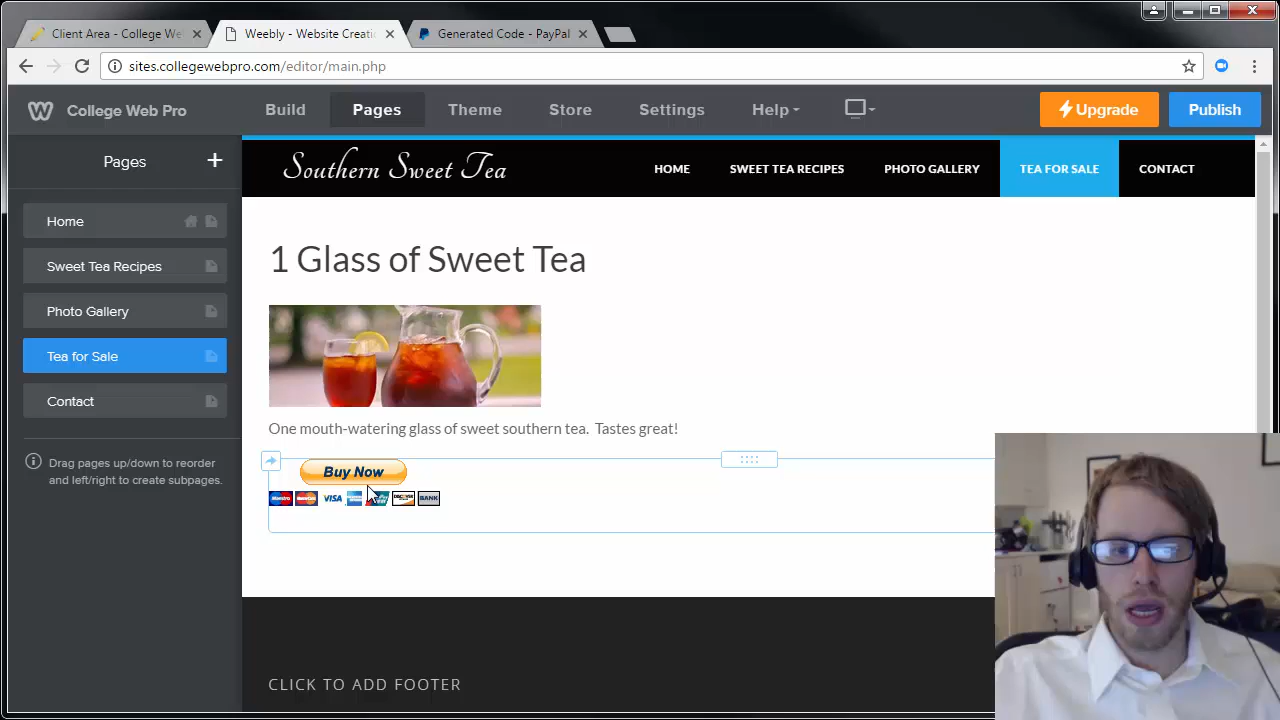 Client Area - College We
Weebly - Website Creati
Generated Code - PayPal
sites.collegewebpro.com/editor/main.php
College Web Pro
Build
Pages
Theme
Store
Settings
Help
Upgrade
Publish
Pages
Southern Sweet Tea
HOME
SWEET TEA RECIPES
PHOTO GALLERY
TEA FOR SALE
CONTACT
Home
Sweet Tea Recipes
Photo Gallery
Tea for Sale
Contact
Drag pages up/down to reorder
and left/right to create subpages.
1 Glass of Sweet Tea
One mouth-watering glass of sweet southern tea.  Tastes great!
Buy Now
VISA
BANK
CLICK TO ADD FOOTER